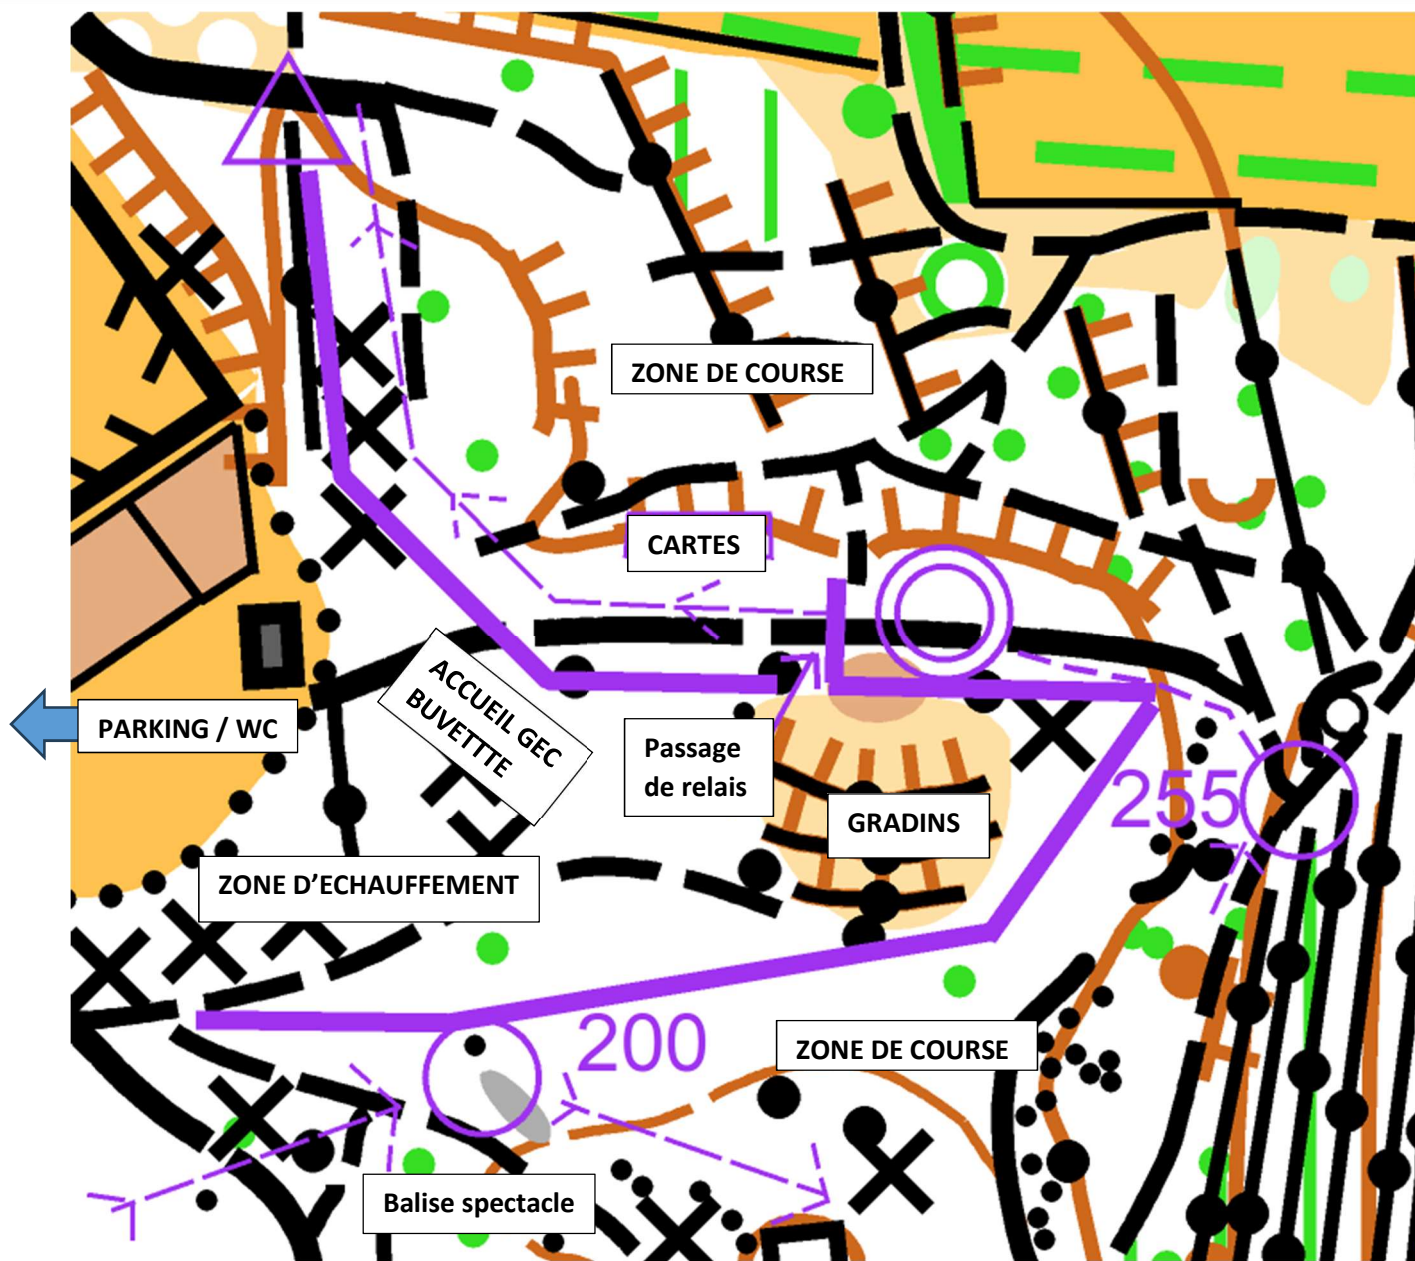 ZONE DE COURSE
CARTES
ACCUEIL GEC
BUVETTTE
PARKING / WC
Passage
de relais
255
GRADINS
ZONE D'ECHAUFFEMENT
200
ZONE DE COURSE
Balise spectacle